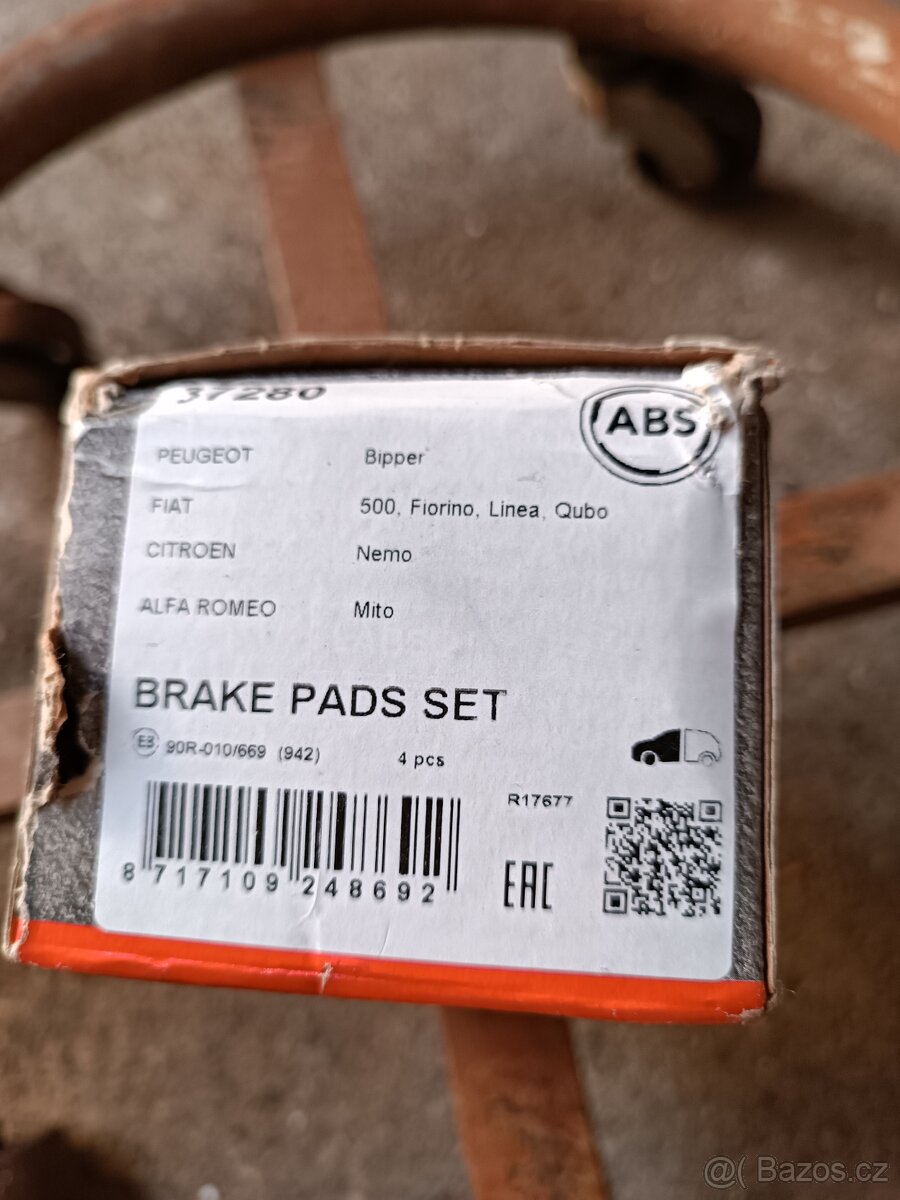 37280
ABS
PEUGEOT Bipper
FIAT 500, Fiorino, Linea, Qubo
CITROEN Nemo
ALFA ROMEO Mito
BRAKE PADS SET
E3 90R-010/669 (942) 4 pcs
R17677
8 717109 248692
EAC
@( Bazos.cz